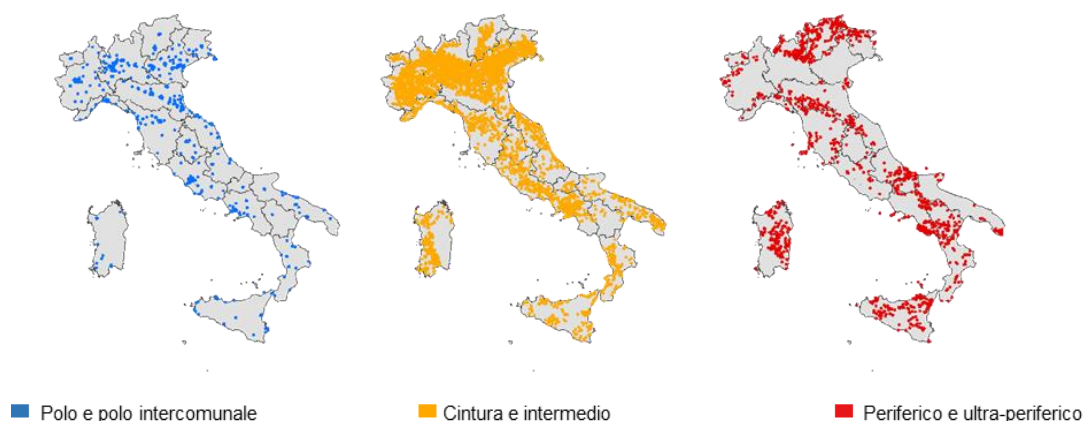 Polo e polo intercomunale
Cintura e intermedio
Periferico e ultra-periferico